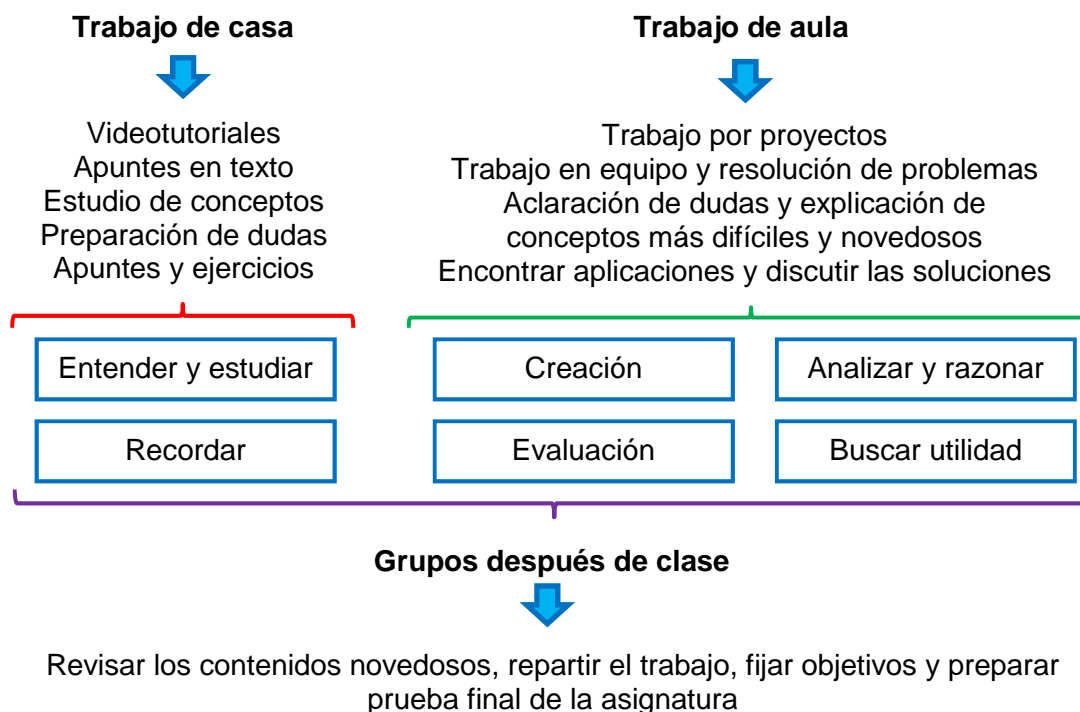 Trabajo de casa
Videotutoriales
Apuntes en texto
Estudio de conceptos
Preparación de dudas
Apuntes y ejercicios
Entender y estudiar
Recordar
Trabajo de aula
Trabajo por proyectos
Trabajo en equipo y resolución de problemas
Aclaración de dudas y explicación de
conceptos más difíciles y novedosos
Encontrar aplicaciones y discutir las soluciones
Creación
Analizar y razonar
Evaluación
Buscar utilidad
Grupos después de clase
Revisar los contenidos novedosos, repartir el trabajo, fijar objetivos y preparar
prueba final de la asignatura